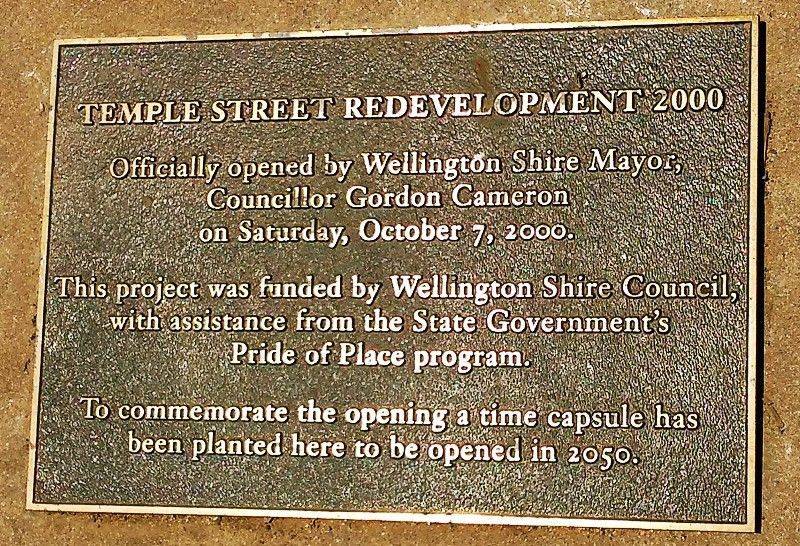 TEMPLE STREET REDEVELOPMENT 2000
Officially opened by Wellington Shire Mayor,
Councillor Gordon Cameron
on Saturday, October 7, 2000.
This project was funded by Wellington Shire Council,
with assistance from the State Government's
Pride of Place program.
To commemorate the opening a time capsule has
been planted here to be opened in 2050.